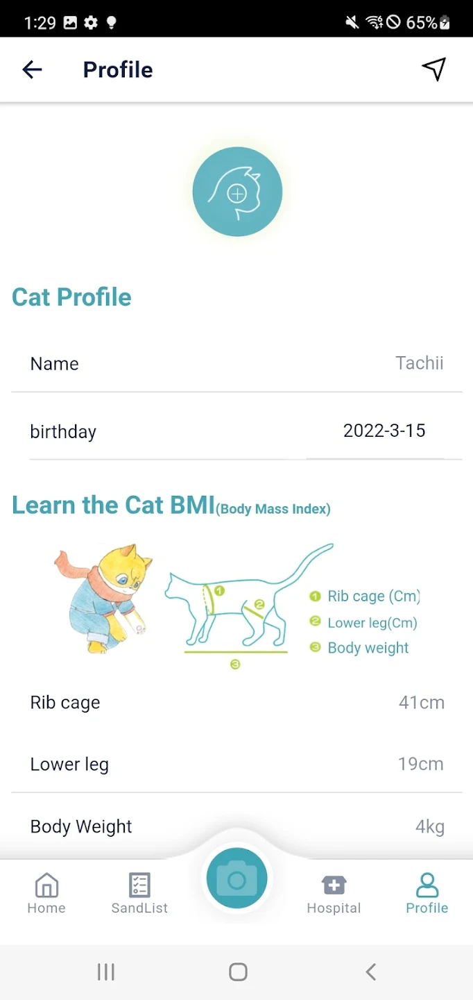 1:29 65%
Profile
Cat Profile
Name Tachii
birthday 2022-3-15
Learn the Cat BMI(Body Mass Index)
1
2
3
1 Rib cage (Cm)
2 Lower leg(Cm)
3 Body weight
Rib cage 41cm
Lower leg 19cm
Body Weight 4kg
Home SandList Hospital Profile